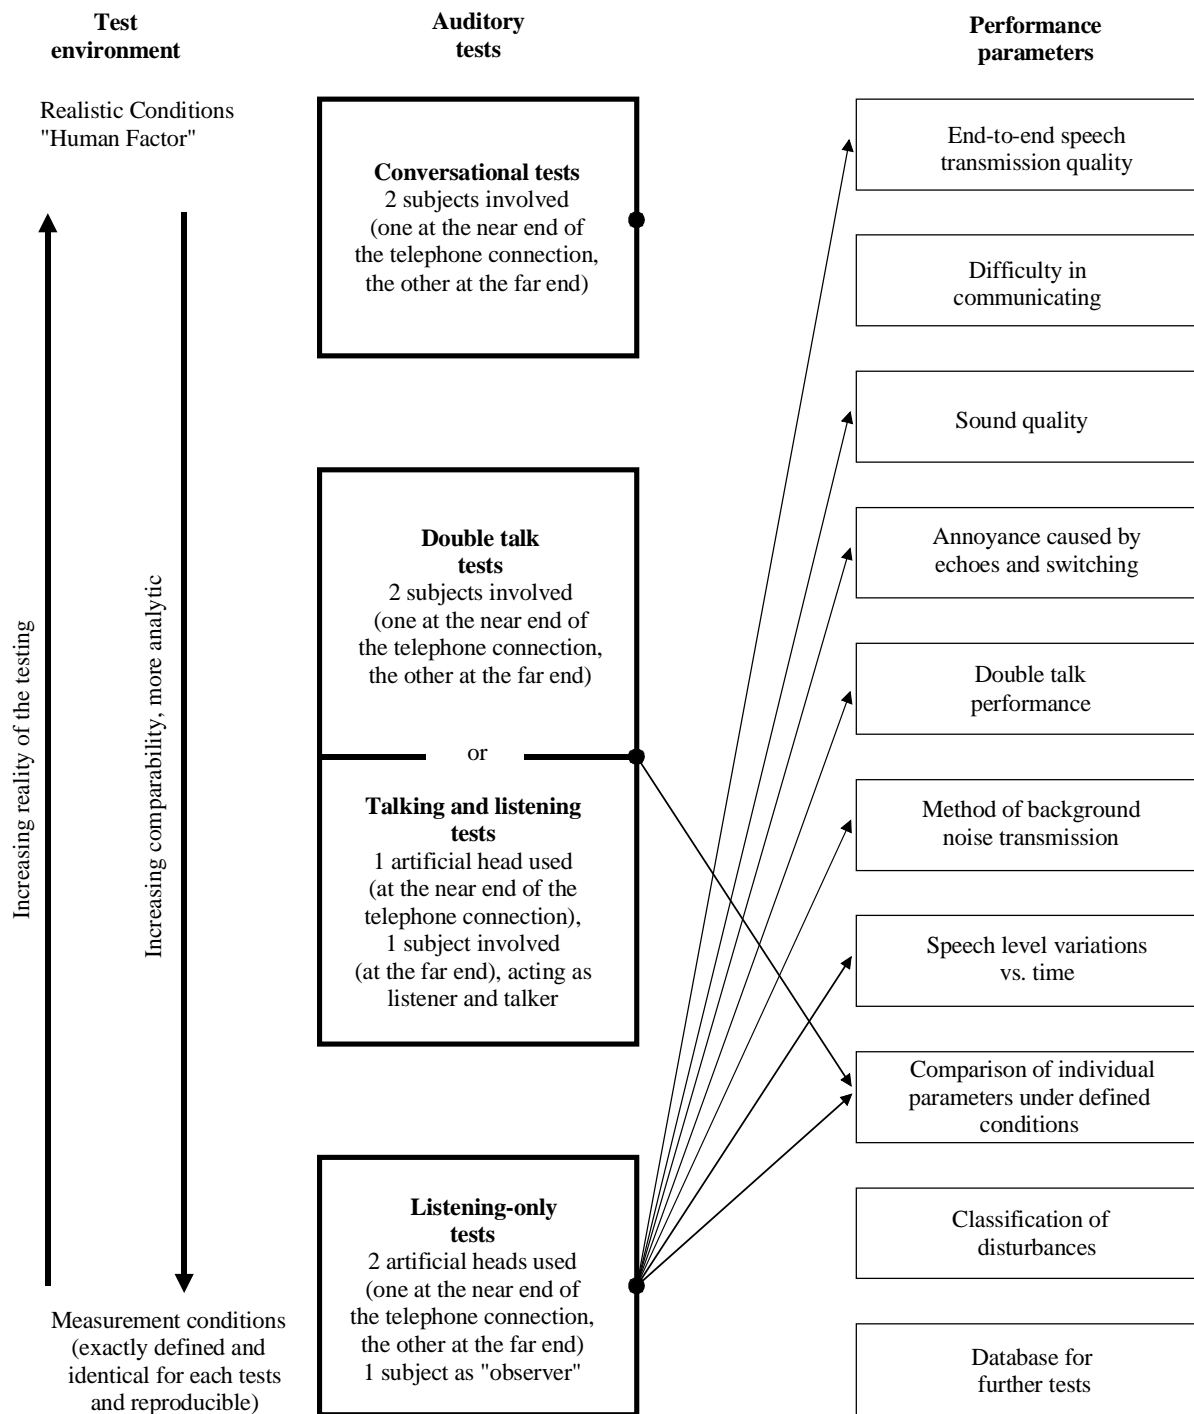 Test
environment
Auditory
tests
Performance
parameters
Realistic Conditions
"Human Factor"
Increasing reality of the testing
Increasing comparability, more analytic
Measurement conditions
(exactly defined and
identical for each tests
and reproducible)
Conversational tests
2 subjects involved
(one at the near end of
the telephone connection,
the other at the far end)
Double talk
tests
2 subjects involved
(one at the near end of
the telephone connection,
the other at the far end)
or
Talking and listening
tests
1 artificial head used
(at the near end of the
telephone connection),
1 subject involved
(at the far end), acting as
listener and talker
Listening-only
tests
2 artificial heads used
(one at the near end of
the telephone connection,
the other at the far end)
1 subject as "observer"
End-to-end speech
transmission quality
Difficulty in
communicating
Sound quality
Annoyance caused by
echoes and switching
Double talk
performance
Method of background
noise transmission
Speech level variations
vs. time
Comparison of individual
parameters under defined
conditions
Classification of
disturbances
Database for
further tests